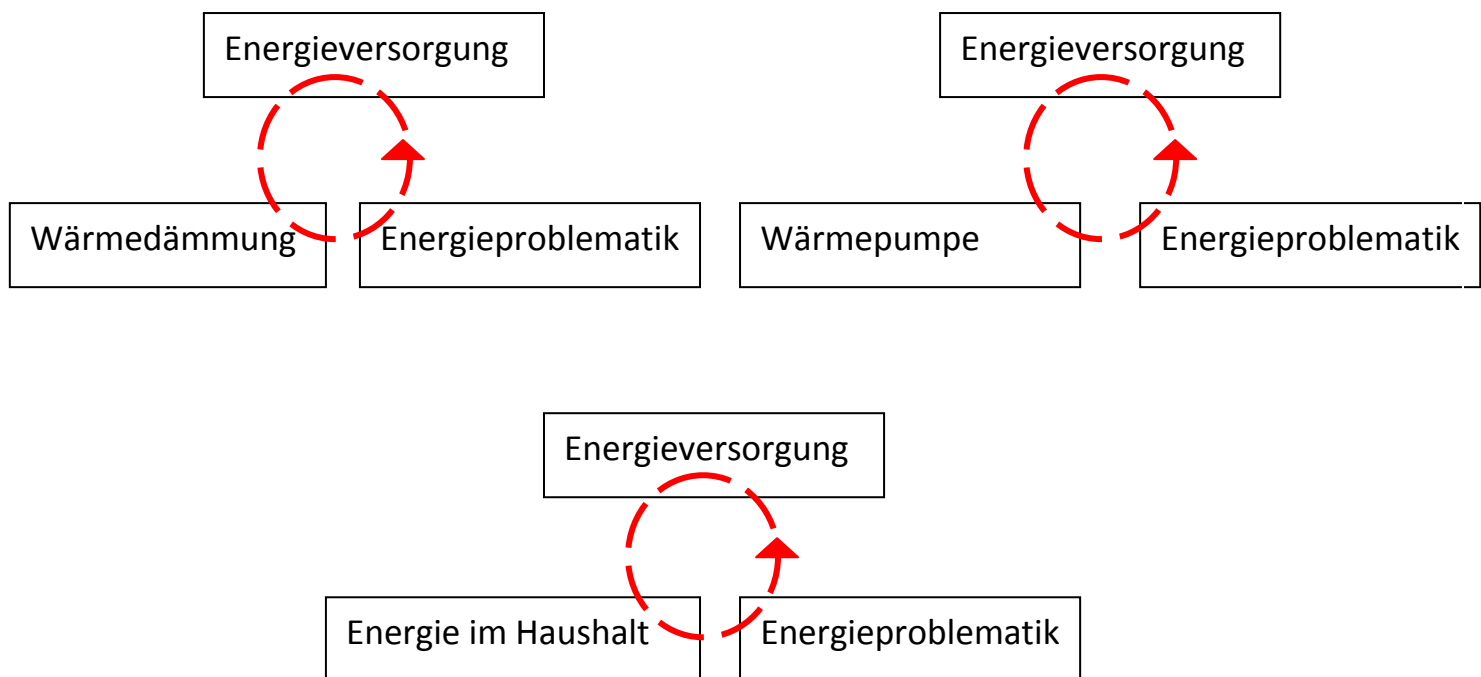 Energieversorgung
Energieversorgung
Wärmedämmung
Energieproblematik
Wärmepumpe
Energieproblematik
Energieversorgung
Energie im Haushalt
Energieproblematik